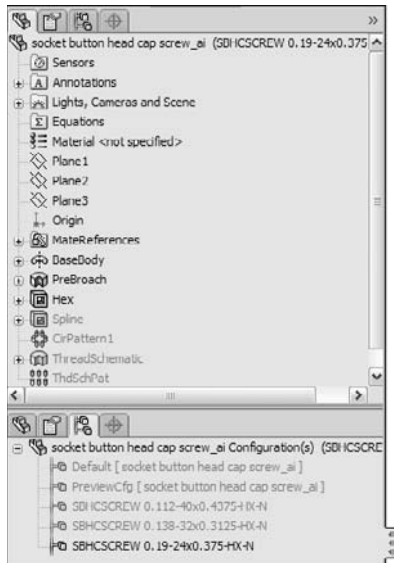 socket button head cap screw_ai (SBHCSCREW 0.19-24x0.375
Sensors
A Annotations
Lights, Cameras and Scene
Σ Equations
Material <not specified>
Plane1
Plane2
Plane3
Origin
MateReferences
BaseBody
PreBroach
Hex
Spline
CirPattern1
ThreadSchematic
ThdSchPat
socket button head cap screw_ai Configuration(s) (SBHCSCRE
Default [ socket button head cap screw_ai ]
PreviewCfg [ socket button head cap screw_ai ]
SBHCSCREW 0.112-40x0.4375-HX-N
SBHCSCREW 0.138-32x0.3125-HX-N
SBHCSCREW 0.19-24x0.375-HX-N